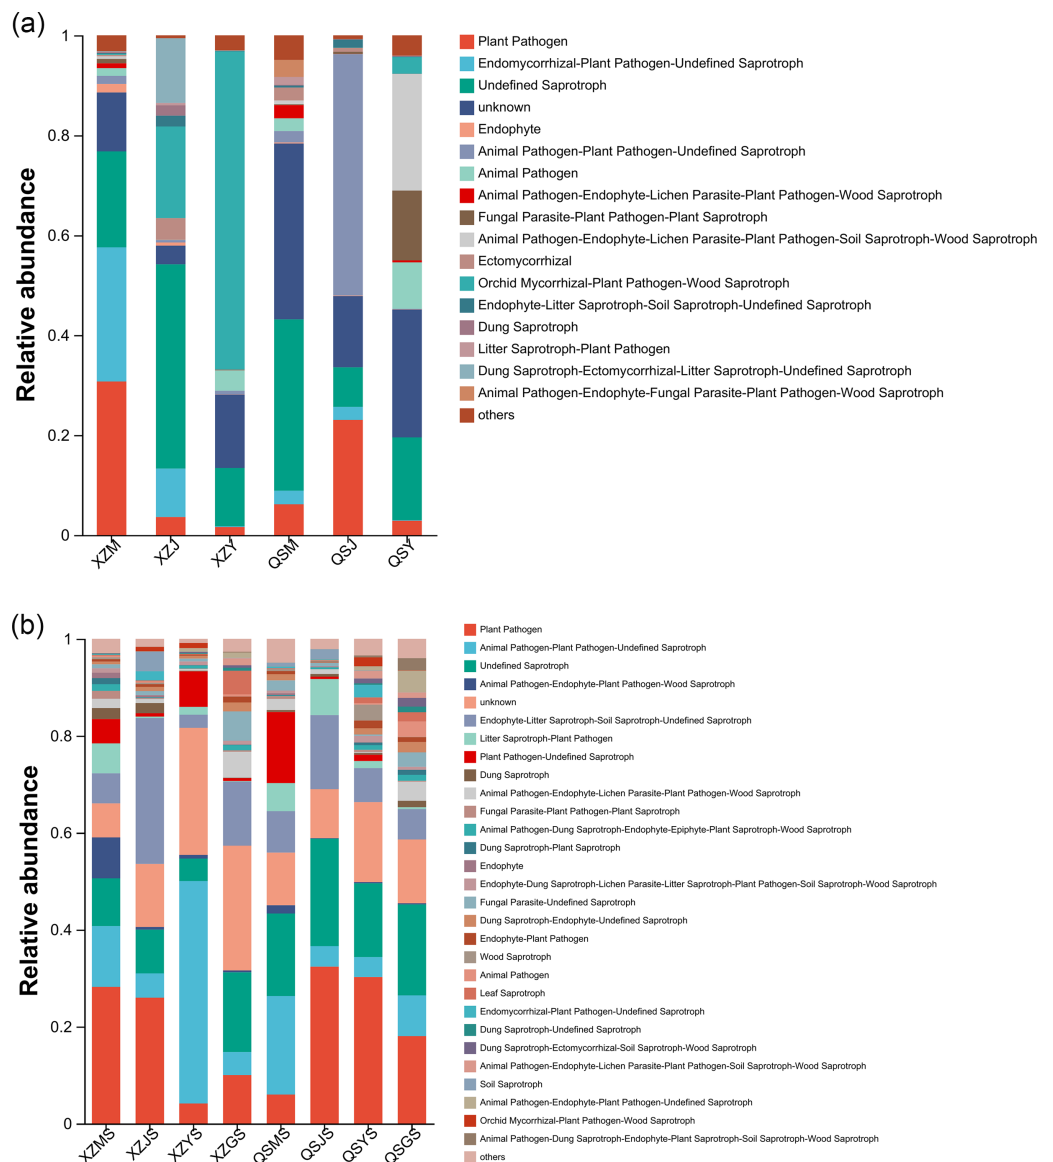 (a)
1
0.8
0.6
0.4
0.2
0
Relative abundance
XZM
XZJ
XZY
QSM
QSJ
QSY
Plant Pathogen
Endomycorrhizal-Plant Pathogen-Undefined Saprotroph
Undefined Saprotroph
unknown
Endophyte
Animal Pathogen-Plant Pathogen-Undefined Saprotroph
Animal Pathogen
Animal Pathogen-Endophyte-Lichen Parasite-Plant Pathogen-Wood Saprotroph
Fungal Parasite-Plant Pathogen-Plant Saprotroph
Animal Pathogen-Endophyte-Lichen Parasite-Plant Pathogen-Soil Saprotroph-Wood Saprotroph
Ectomycorrhizal
Orchid Mycorrhizal-Plant Pathogen-Wood Saprotroph
Endophyte-Litter Saprotroph-Soil Saprotroph-Undefined Saprotroph
Dung Saprotroph
Litter Saprotroph-Plant Pathogen
Dung Saprotroph-Ectomycorrhizal-Litter Saprotroph-Undefined Saprotroph
Animal Pathogen-Endophyte-Fungal Parasite-Plant Pathogen-Wood Saprotroph
others
(b)
1
0.8
0.6
0.4
0.2
0
Relative abundance
XZMS
XZJS
XZYS
XZGS
QSMS
QSJS
QSYS
QSGS
Plant Pathogen
Animal Pathogen-Plant Pathogen-Undefined Saprotroph
Undefined Saprotroph
Animal Pathogen-Endophyte-Plant Pathogen-Wood Saprotroph
unknown
Endophyte-Litter Saprotroph-Soil Saprotroph-Undefined Saprotroph
Litter Saprotroph-Plant Pathogen
Plant Pathogen-Undefined Saprotroph
Dung Saprotroph
Animal Pathogen-Endophyte-Lichen Parasite-Plant Pathogen-Wood Saprotroph
Fungal Parasite-Plant Pathogen-Plant Saprotroph
Animal Pathogen-Dung Saprotroph-Endophyte-Epiphyte-Plant Saprotroph-Wood Saprotroph
Dung Saprotroph-Plant Saprotroph
Endophyte
Endophyte-Dung Saprotroph-Lichen Parasite-Litter Saprotroph-Plant Pathogen-Soil Saprotroph-Wood Saprotroph
Fungal Parasite-Undefined Saprotroph
Dung Saprotroph-Endophyte-Undefined Saprotroph
Endophyte-Plant Pathogen
Wood Saprotroph
Animal Pathogen
Leaf Saprotroph
Endomycorrhizal-Plant Pathogen-Undefined Saprotroph
Dung Saprotroph-Undefined Saprotroph
Dung Saprotroph-Ectomycorrhizal-Soil Saprotroph-Wood Saprotroph
Animal Pathogen-Endophyte-Lichen Parasite-Plant Pathogen-Soil Saprotroph-Wood Saprotroph
Soil Saprotroph
Animal Pathogen-Endophyte-Plant Pathogen-Undefined Saprotroph
Orchid Mycorrhizal-Plant Pathogen-Wood Saprotroph
Animal Pathogen-Dung Saprotroph-Endophyte-Plant Saprotroph-Soil Saprotroph-Wood Saprotroph
others